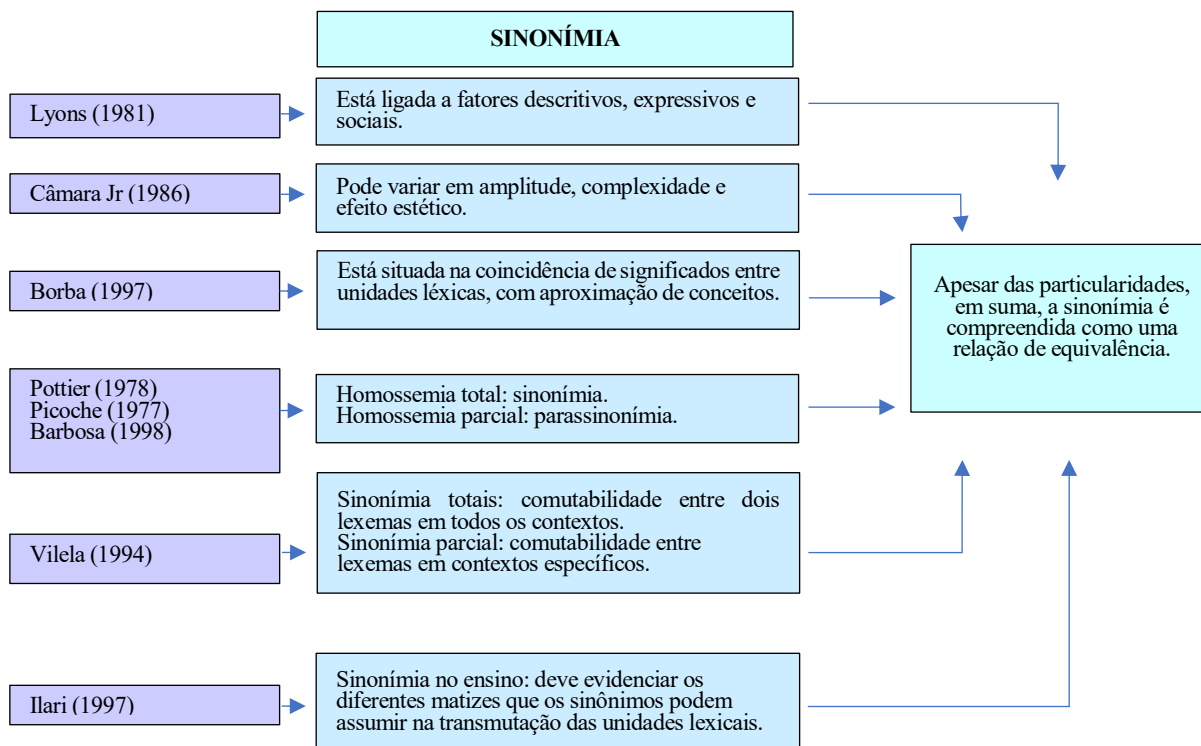 SINONÍMIA
Lyons (1981)
Está ligada a fatores descritivos, expressivos e
sociais.
Câmara Jr (1986)
Pode variar em amplitude, complexidade e
efeito estético.
Borba (1997)
Está situada na coincidência de significados entre
unidades léxicas, com aproximação de conceitos.
Pottier (1978)
Picoche (1977)
Barbosa (1998)
Homossemia total: sinonímia.
Homossemia parcial: parassinonímia.
Vilela (1994)
Sinonímia totais: comutabilidade entre dois
lexemas em todos os contextos.
Sinonímia parcial: comutabilidade entre
lexemas em contextos específicos.
Ilari (1997)
Sinonímia no ensino: deve evidenciar os
diferentes matizes que os sinônimos podem
assumir na transmutação das unidades lexicais.
Apesar das particularidades,
em suma, a sinonímia é
compreendida como uma
relação de equivalência.